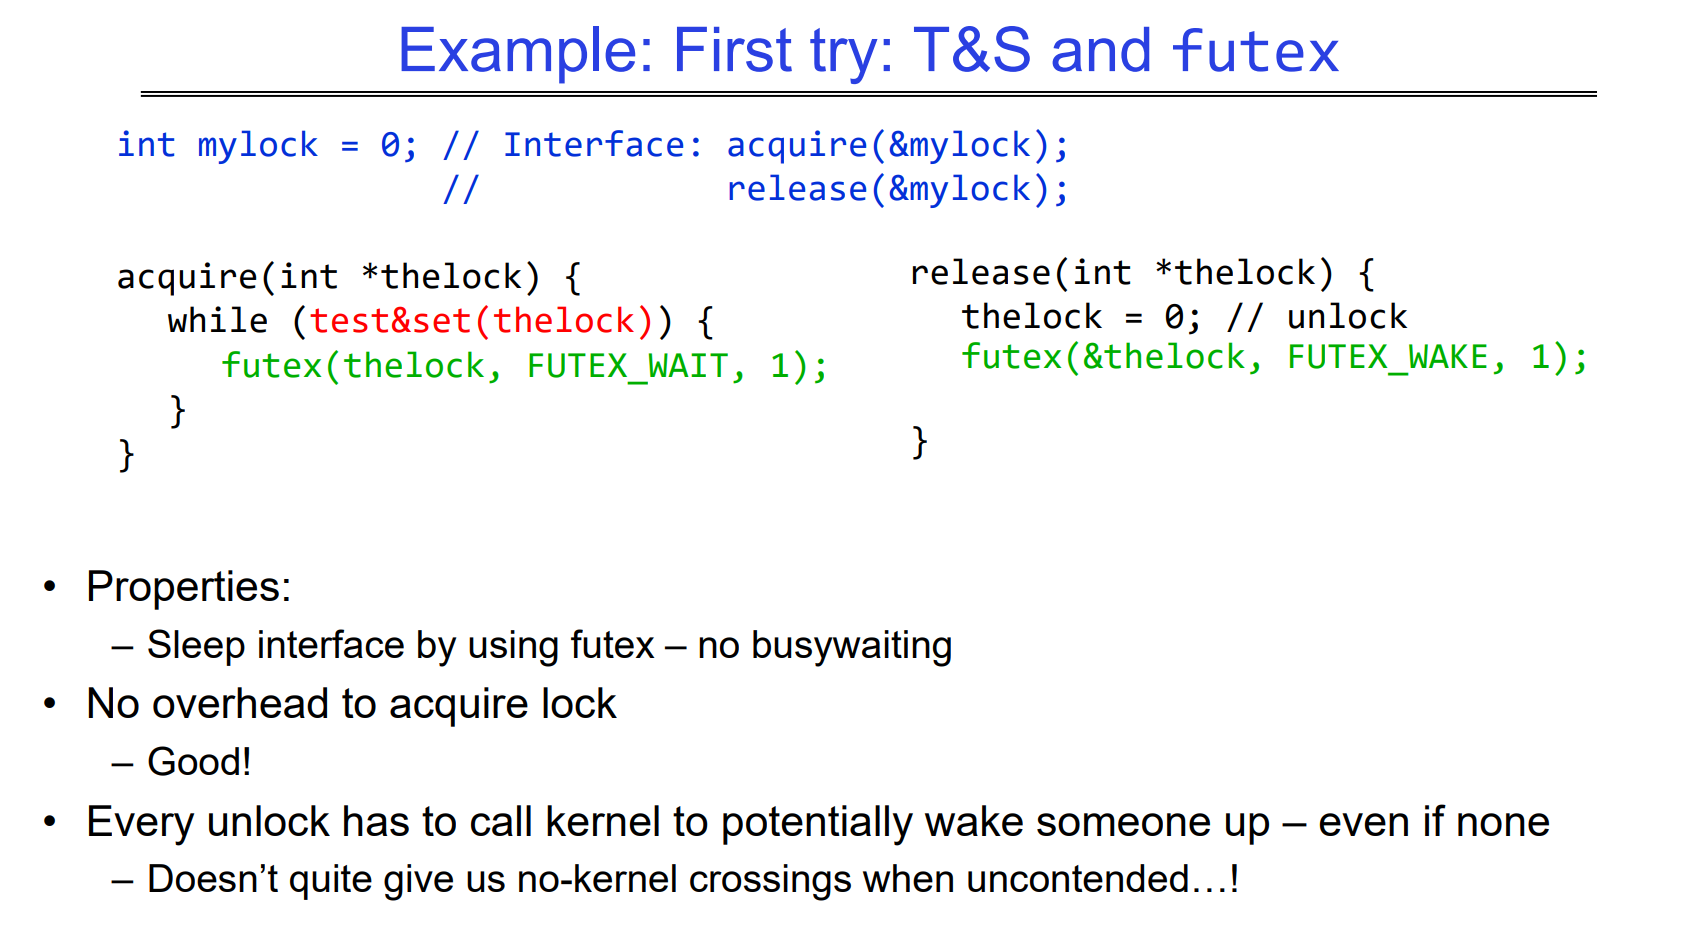 Example: First try: T&S and futex
int mylock = 0; // Interface: acquire(&mylock);
// release(&mylock);
acquire(int *thelock) {
while (test&set(thelock)) {
futex(thelock, FUTEX_WAIT, 1);
}
}
release(int *thelock) {
thelock = 0; // unlock
futex(&thelock, FUTEX_WAKE, 1);
}
• Properties:
– Sleep interface by using futex – no busywaiting
• No overhead to acquire lock
– Good!
• Every unlock has to call kernel to potentially wake someone up – even if none
– Doesn’t quite give us no-kernel crossings when uncontended…!